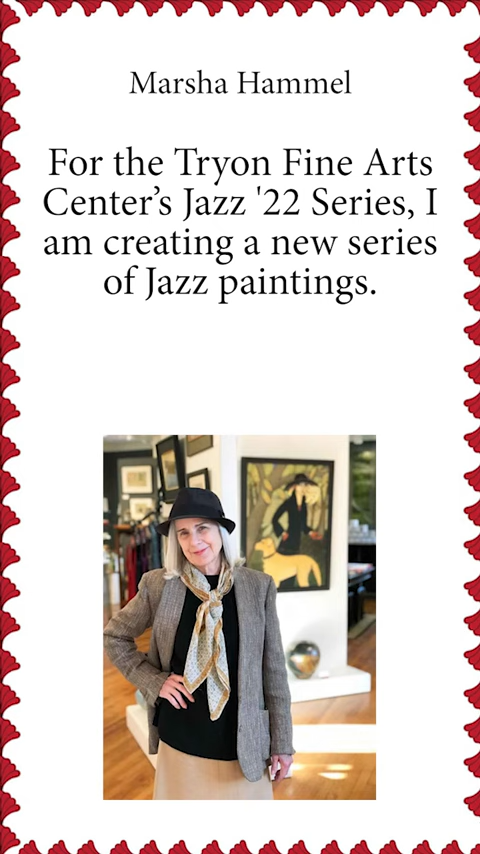 Marsha Hammel
For the Tryon Fine Arts
Center’s Jazz '22 Series, I
am creating a new series
of Jazz paintings.